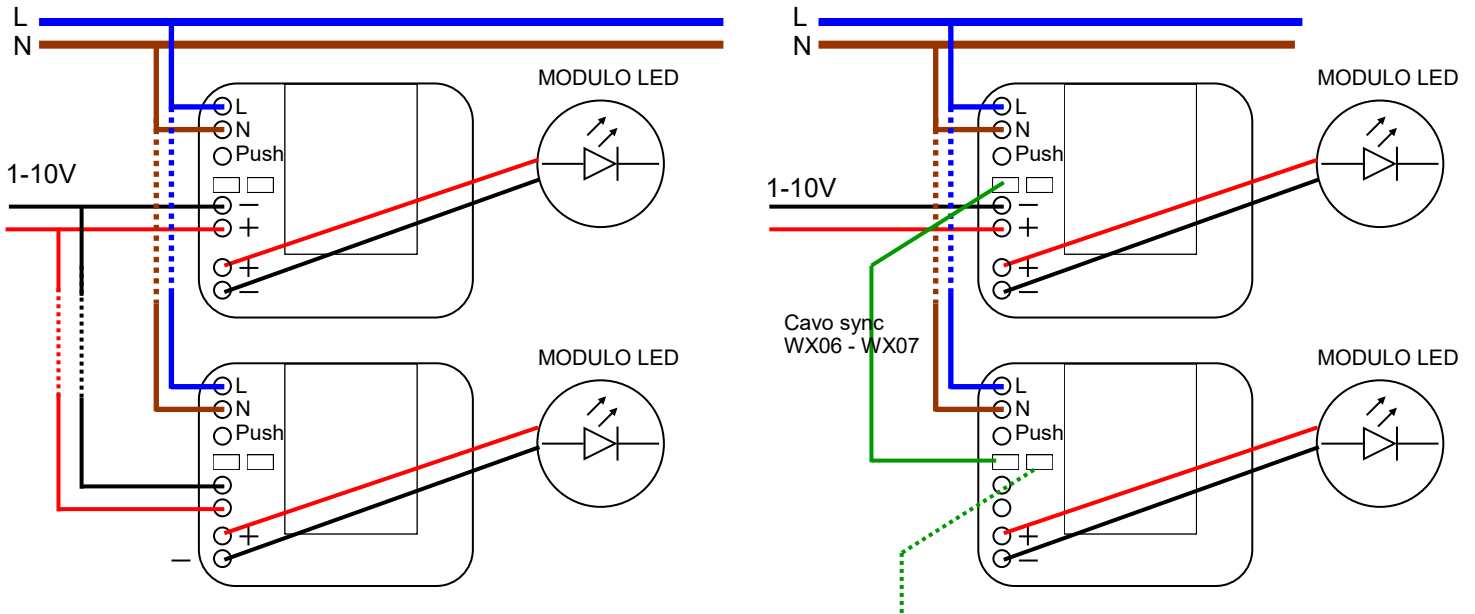 L
N
MODULO LED
L
N
Push
1-10V
−
+
+
−
MODULO LED
L
N
Push
+
−
L
N
MODULO LED
L
N
Push
1-10V
−
+
+
−
Cavo sync
WX06 - WX07
MODULO LED
L
N
Push
+
−